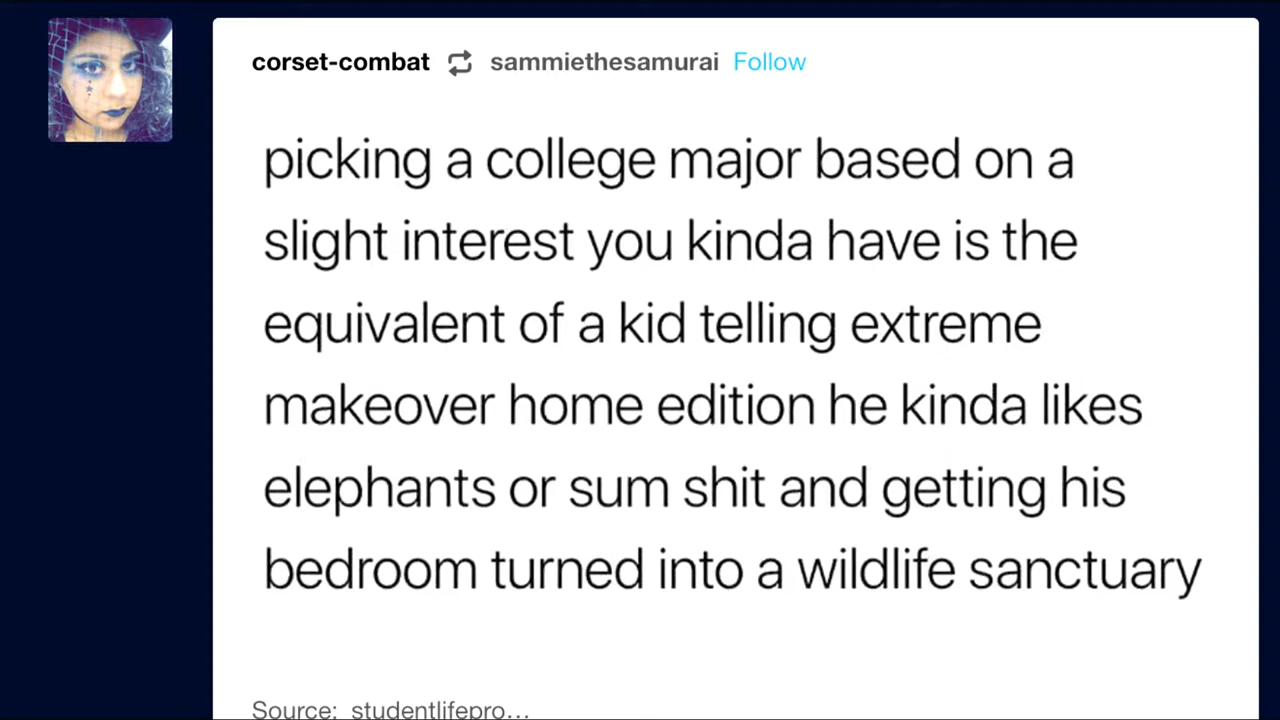 corset-combat sammiethesamurai Follow
picking a college major based on a
slight interest you kinda have is the
equivalent of a kid telling extreme
makeover home edition he kinda likes
elephants or sum shit and getting his
bedroom turned into a wildlife sanctuary
Source: studentlifepro...